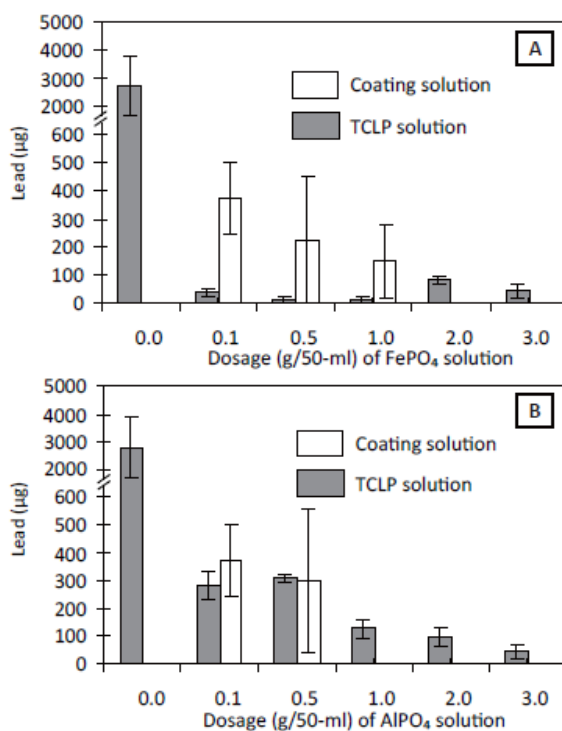 5000
A
4000
Coating solution
3000
2000
TCLP solution
600
500
400
300
200
100
0
Lead (µg)
0.0 0.1 0.5 1.0 2.0 3.0
Dosage (g/50-ml) of FePO₄ solution
5000
B
4000
Coating solution
3000
2000
TCLP solution
600
500
400
300
200
100
0
Lead (µg)
0.0 0.1 0.5 1.0 2.0 3.0
Dosage (g/50-ml) of AlPO₄ solution